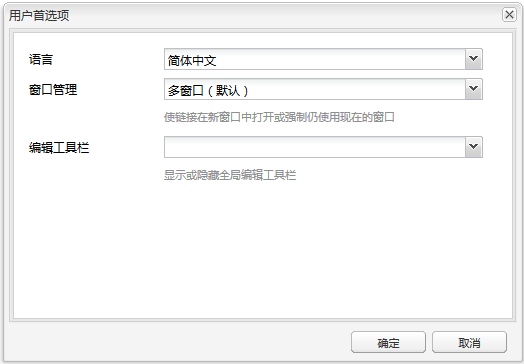 用户首选项
语言 简体中文
窗口管理 多窗口（默认）
使链接在新窗口中打开或强制仍使用现在的窗口
编辑工具栏
显示或隐藏全局编辑工具栏
确定 取消